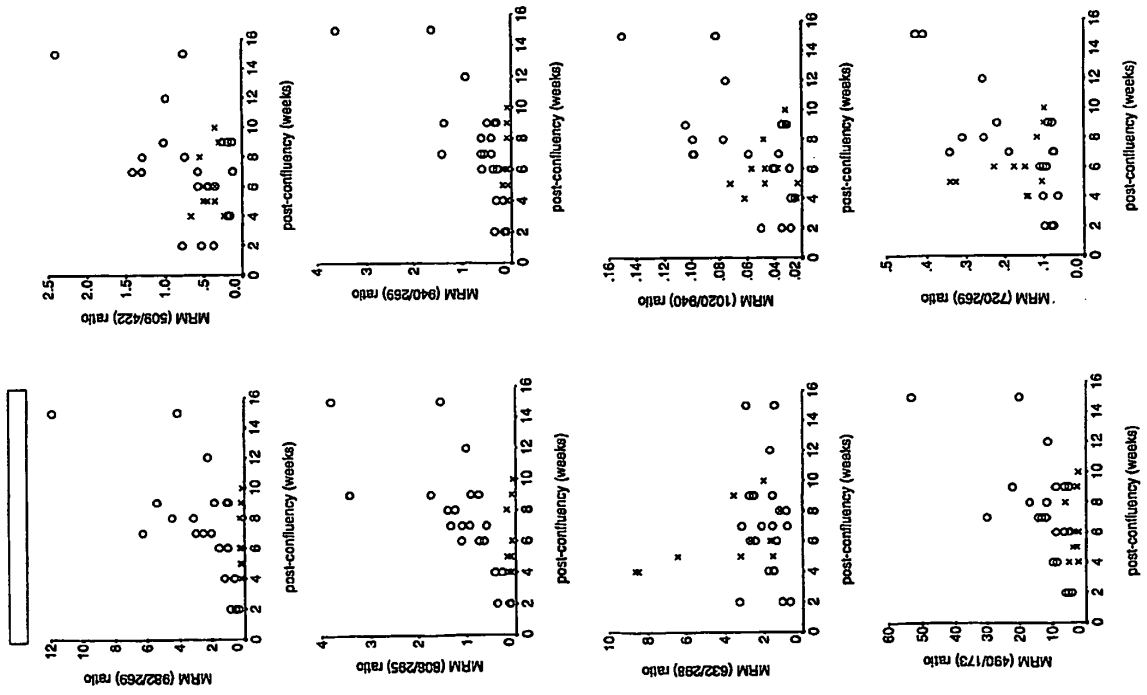 MRM (982/269) ratio
12
10
8
6
4
2
0
0 2 4 6 8 10 12 14 16
post-confluency (weeks)
MRM (509/422) ratio
2.5
2.0
1.5
1.0
0.5
0.0
0 2 4 6 8 10 12 14 16
post-confluency (weeks)
MRM (808/295) ratio
4
3
2
1
0
0 2 4 6 8 10 12 14 16
post-confluency (weeks)
MRM (940/269) ratio
4
3
2
1
0
0 2 4 6 8 10 12 14 16
post-confluency (weeks)
MRM (632/298) ratio
10
8
6
4
2
0
0 2 4 6 8 10 12 14 16
post-confluency (weeks)
MRM (1020/940) ratio
.16
.14
.12
.10
.08
.06
.04
.02
0 2 4 6 8 10 12 14 16
post-confluency (weeks)
MRM (490/173) ratio
60
50
40
30
20
10
0
0 2 4 6 8 10 12 14 16
post-confluency (weeks)
MRM (720/269) ratio
.5
.4
.3
.2
.1
0.0
0 2 4 6 8 10 12 14 16
post-confluency (weeks)